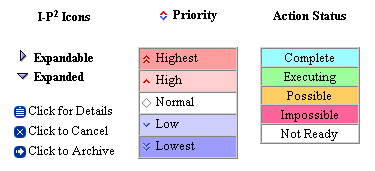 I-P² Icons
Expandable
Expanded
Click for Details
Click to Cancel
Click to Archive
Priority
Highest
High
Normal
Low
Lowest
Action Status
Complete
Executing
Possible
Impossible
Not Ready